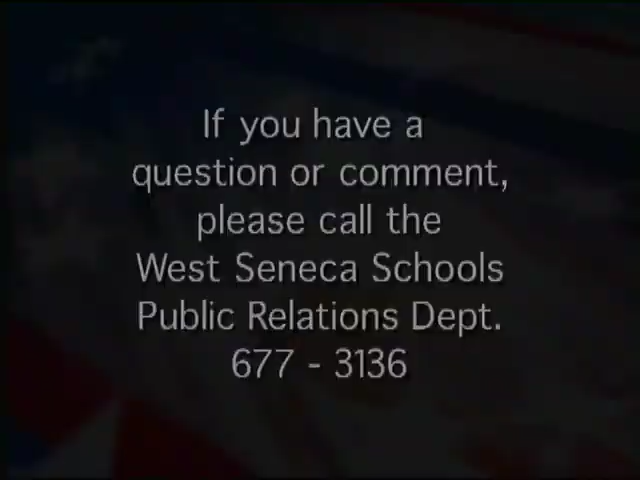 If you have a
question or comment,
please call the
West Seneca Schools
Public Relations Dept.
677 - 3136